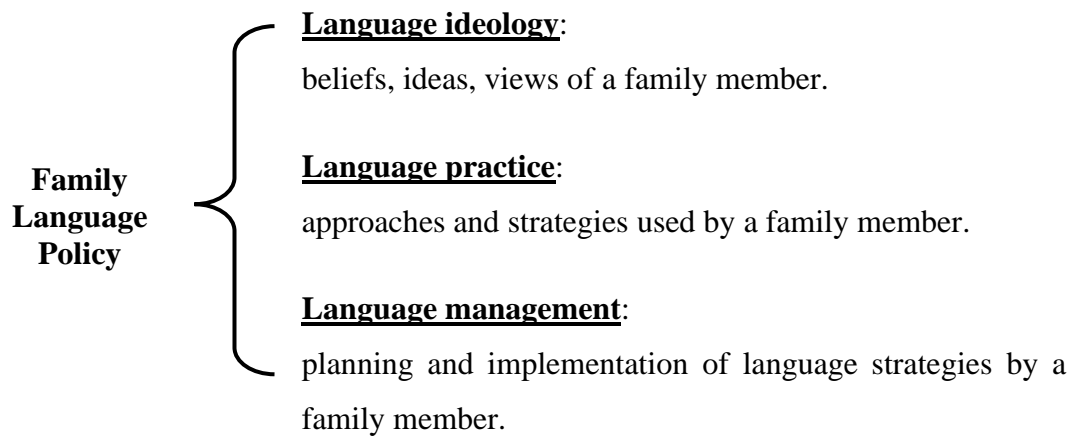 Language ideology:
beliefs, ideas, views of a family member.
Family
Language
Policy
Language practice:
approaches and strategies used by a family member.
Language management:
planning and implementation of language strategies by a
family member.